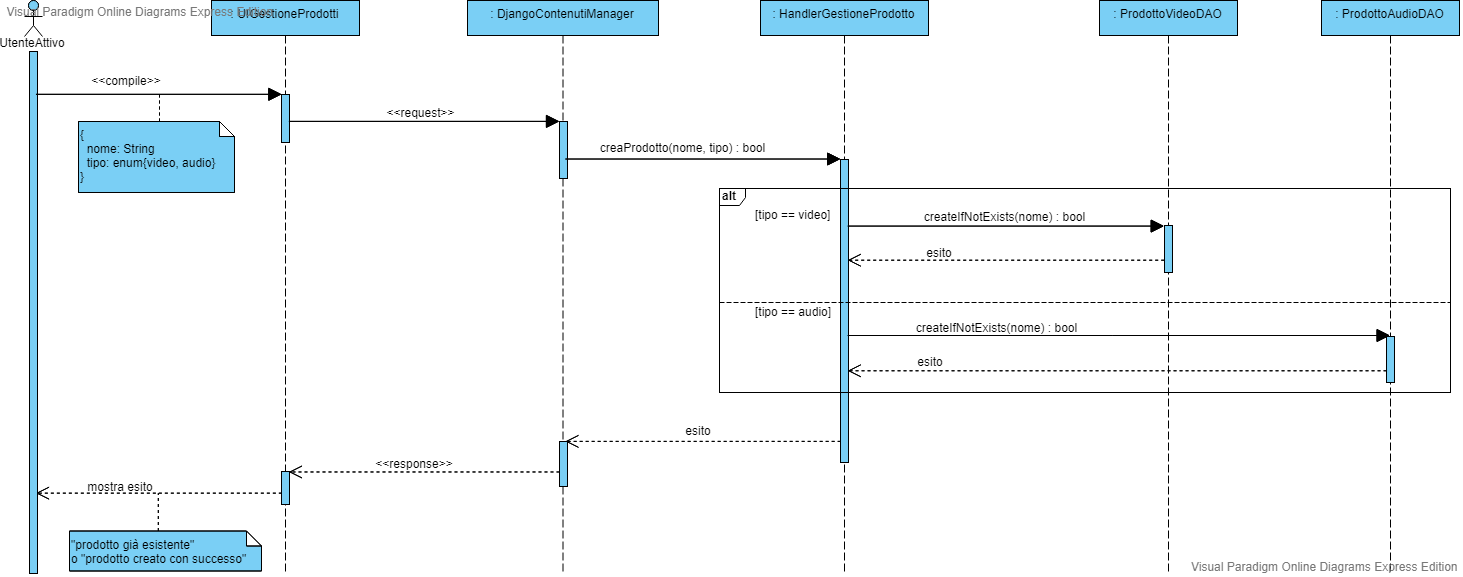 Visual Paradigm Online Diagrams Express Edition
: UIGestioneProdotti
: DjangoContenutiManager
: HandlerGestioneProdotto
: ProdottoVideoDAO
: ProdottoAudioDAO
UtenteAttivo
<<compile>>
<<request>>
{
nome: String
tipo: enum{video, audio}
}
creaProdotto(nome, tipo) : bool
alt
[tipo == video]
createIfNotExists(nome) : bool
esito
[tipo == audio]
createIfNotExists(nome) : bool
esito
esito
<<response>>
mostra esito
"prodotto già esistente"
o "prodotto creato con successo"
Visual Paradigm Online Diagrams Express Edition